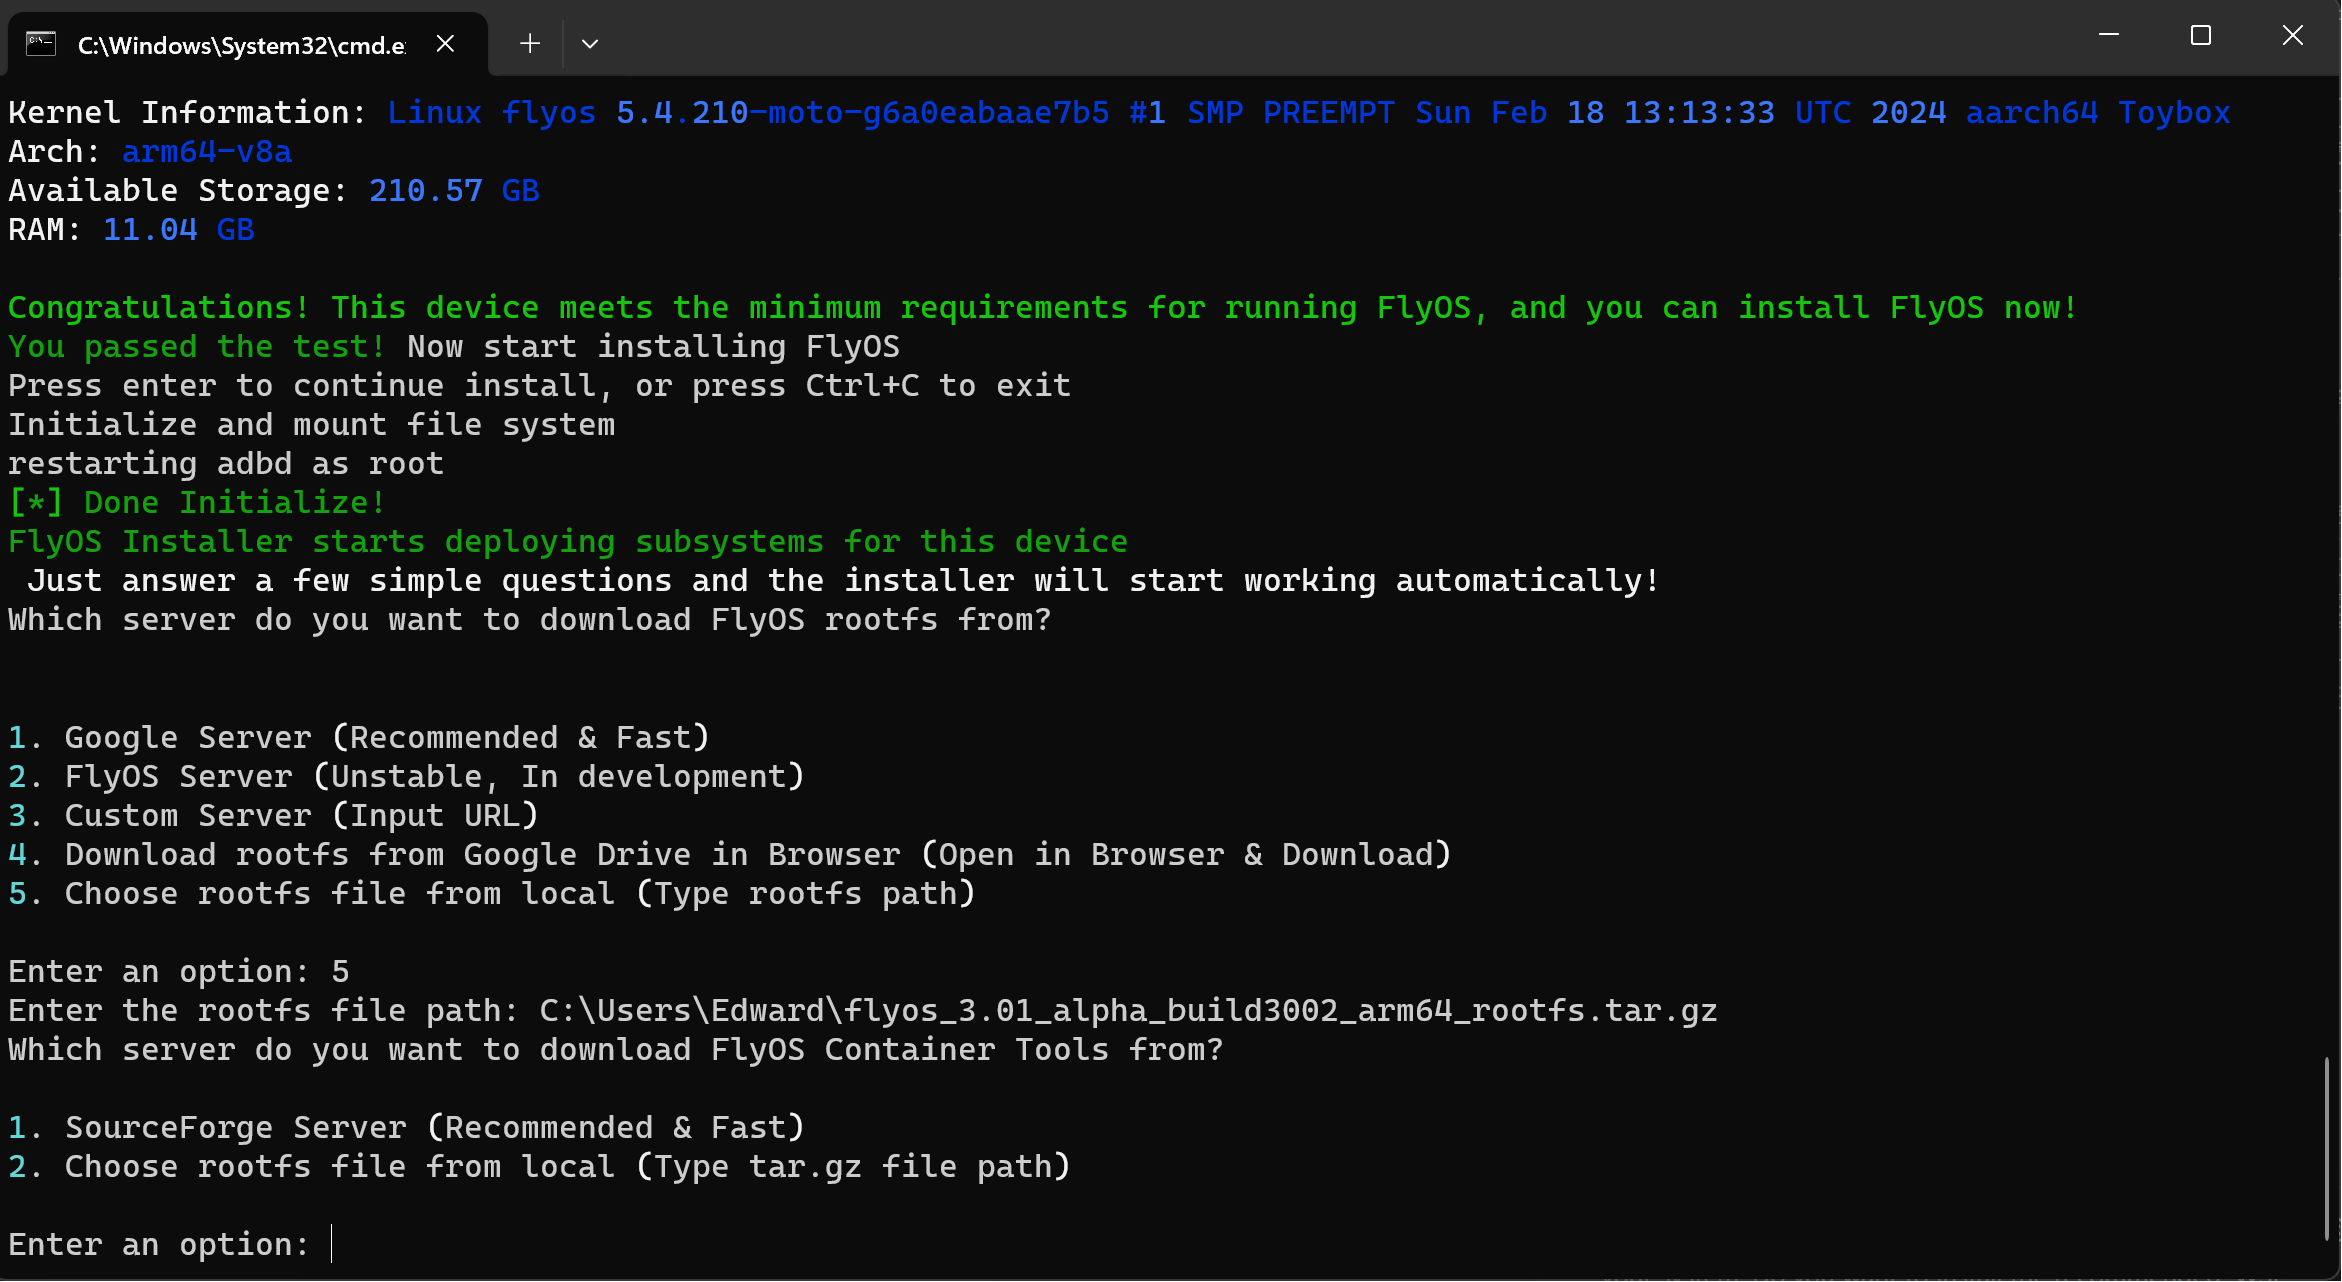 C:\Windows\System32\cmd.e
Kernel Information: Linux flyos 5.4.210-moto-g6a0eabaae7b5 #1 SMP PREEMPT Sun Feb 18 13:13:33 UTC 2024 aarch64 Toybox
Arch: arm64-v8a
Available Storage: 210.57 GB
RAM: 11.04 GB
Congratulations! This device meets the minimum requirements for running FlyOS, and you can install FlyOS now!
You passed the test! Now start installing FlyOS
Press enter to continue install, or press Ctrl+C to exit
Initialize and mount file system
restarting adbd as root
[*] Done Initialize!
FlyOS Installer starts deploying subsystems for this device
Just answer a few simple questions and the installer will start working automatically!
Which server do you want to download FlyOS rootfs from?
1. Google Server (Recommended & Fast)
2. FlyOS Server (Unstable, In development)
3. Custom Server (Input URL)
4. Download rootfs from Google Drive in Browser (Open in Browser & Download)
5. Choose rootfs file from local (Type rootfs path)
Enter an option: 5
Enter the rootfs file path: C:\Users\Edward\flyos_3.01_alpha_build3002_arm64_rootfs.tar.gz
Which server do you want to download FlyOS Container Tools from?
1. SourceForge Server (Recommended & Fast)
2. Choose rootfs file from local (Type tar.gz file path)
Enter an option: